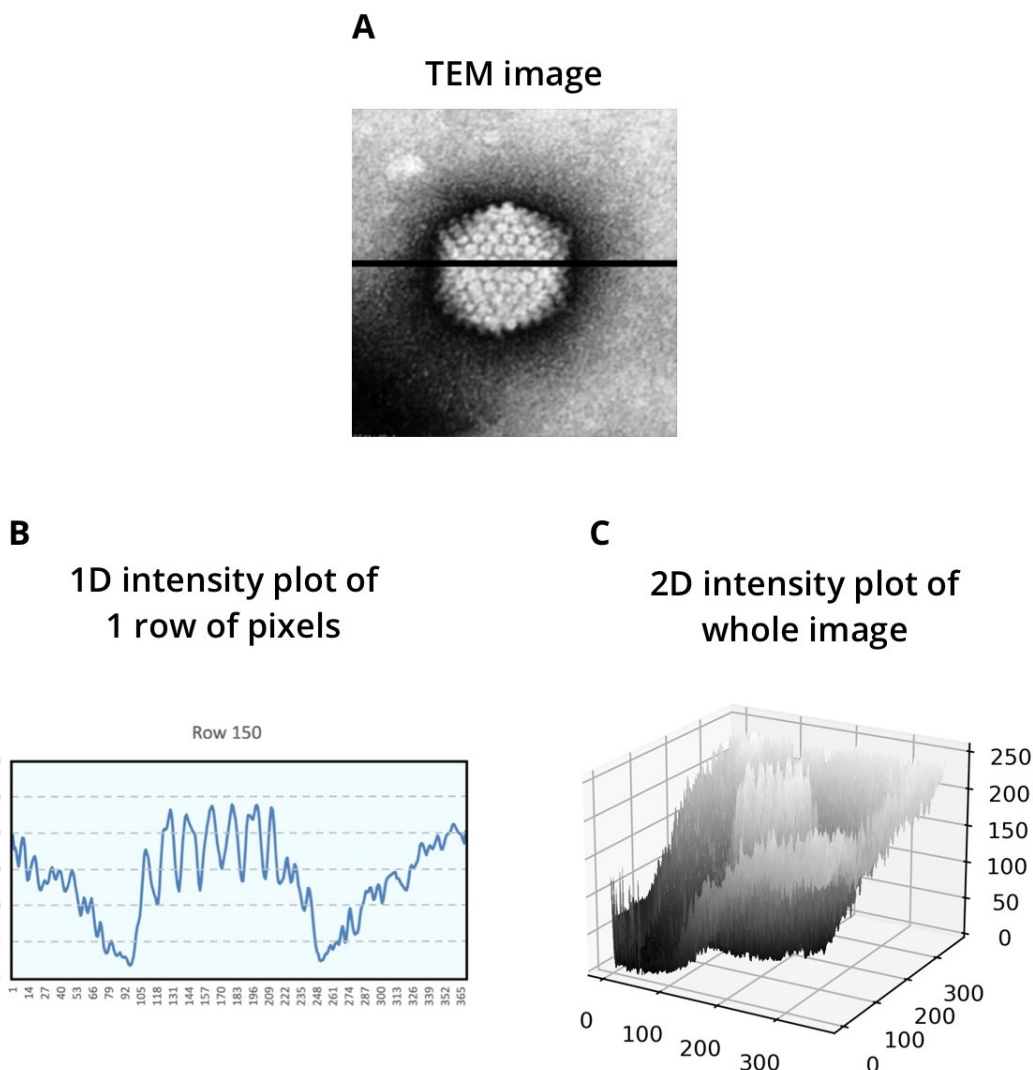 A
TEM image
B
1D intensity plot of
1 row of pixels
Row 150
1 14 27 40 53 66 79 92 105 118 131 144 157 170 183 196 209 222 235 248 261 274 287 300 313 326 339 352 365
C
2D intensity plot of
whole image
250
200
150
100
50
0
0
100
200
300
0
100
200
300